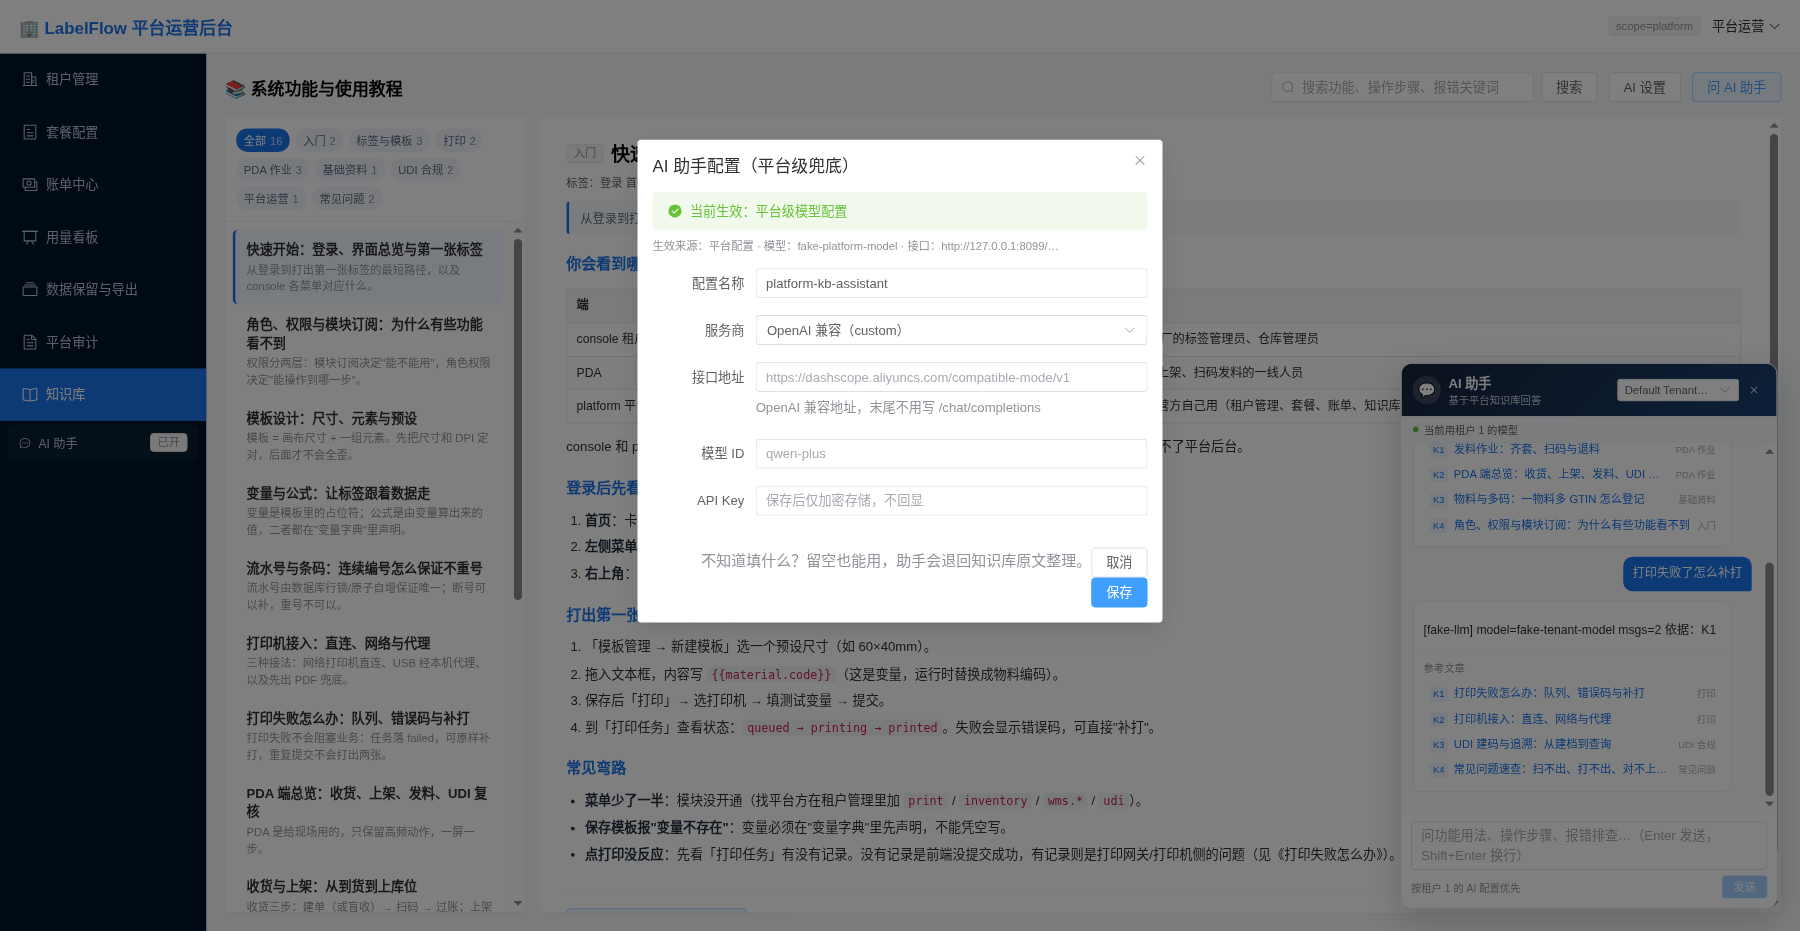 🏢 LabelFlow 平台运营后台
scope=platform
平台运营
租户管理
套餐配置
账单中心
用量看板
数据保留与导出
平台审计
知识库
AI 助手
已开
📚 系统功能与使用教程
搜索功能、操作步骤、报错关键词
搜索
AI 设置
问 AI 助手
全部 16
入门 2
标签与模板 3
打印 2
PDA 作业 3
基础资料 1
UDI 合规 2
平台运营 1
常见问题 2
快速开始：登录、界面总览与第一张标签
从登录到打出第一张标签的最短路径，以及
console 各菜单对应什么。
角色、权限与模块订阅：为什么有些功能
看不到
权限分两层：模块订阅决定"能不能用"，角色权限
决定"能操作到哪一步"。
模板设计：尺寸、元素与预设
模板 = 画布尺寸 + 一组元素。先把尺寸和 DPI 定
对，后面才不会全歪。
变量与公式：让标签跟着数据走
变量是模板里的占位符；公式是由变量算出来的
值，二者都在"变量字典"里声明。
流水号与条码：连续编号怎么保证不重号
流水号由数据库行锁/原子自增保证唯一；断号可
以补，重号不可以。
打印机接入：直连、网络与代理
三种接法：网络打印机直连、USB 经本机代理、
以及先出 PDF 兜底。
打印失败怎么办：队列、错误码与补打
打印失败不会阻塞业务：任务落 failed，可原样补
打，重复提交不会打出两张。
PDA 端总览：收货、上架、发料、UDI 复
核
PDA 是给现场用的，只保留高频动作，一屏一
步。
收货与上架：从到货到上库位
收货三步：建单（或盲收）→ 扫码 → 过账；上架
入门
快速
标签：登录 首
从登录到打
你会看到哪
端
console 租户
厂的标签管理员、仓库管理员
PDA
上架、扫码发料的一线人员
platform 平
营方自己用（租户管理、套餐、账单、知识库
console 和 p
不了平台后台。
登录后先看
1. 首页：卡
2. 左侧菜单
3. 右上角：
打出第一张
1. 「模板管理 → 新建模板」选一个预设尺寸（如 60×40mm）。
2. 拖入文本框，内容写 {{material.code}}（这是变量，运行时替换成物料编码）。
3. 保存后「打印」→ 选打印机 → 填测试变量 → 提交。
4. 到「打印任务」查看状态：queued → printing → printed。失败会显示错误码，可直接"补打"。
常见弯路
• 菜单少了一半：模块没开通（找平台方在租户管理里加 print / inventory / wms.* / udi）。
• 保存模板报"变量不存在"：变量必须在"变量字典"里先声明，不能凭空写。
• 点打印没反应：先看「打印任务」有没有记录。没有记录是前端没提交成功，有记录则是打印网关/打印机侧的问题（见《打印失败怎么办》）。
AI 助手配置（平台级兜底）
当前生效：平台级模型配置
生效来源：平台配置 · 模型：fake-platform-model · 接口：http://127.0.0.1:8099/…
配置名称
platform-kb-assistant
服务商
OpenAI 兼容（custom）
接口地址
https://dashscope.aliyuncs.com/compatible-mode/v1
OpenAI 兼容地址，末尾不用写 /chat/completions
模型 ID
qwen-plus
API Key
保存后仅加密存储，不回显
不知道填什么？留空也能用，助手会退回知识库原文整理。
取消
保存
💬 AI 助手
基于平台知识库回答
Default Tenant…
当前用租户 1 的模型
K1 发料作业：齐套、扫码与退料 PDA 作业
K2 PDA 端总览：收货、上架、发料、UDI … PDA 作业
K3 物料与多码：一物料多 GTIN 怎么登记 基础资料
K4 角色、权限与模块订阅：为什么有些功能看不到 入门
打印失败了怎么补打
[fake-llm] model=fake-tenant-model msgs=2 依据：K1
参考文章
K1 打印失败怎么办：队列、错误码与补打 打印
K2 打印机接入：直连、网络与代理 打印
K3 UDI 建码与追溯：从建档到查询 UDI 合规
K4 常见问题速查：扫不出、打不出、对不上… 常见问题
问功能用法、操作步骤、报错排查…（Enter 发送，
Shift+Enter 换行）
按租户 1 的 AI 配置优先
发送